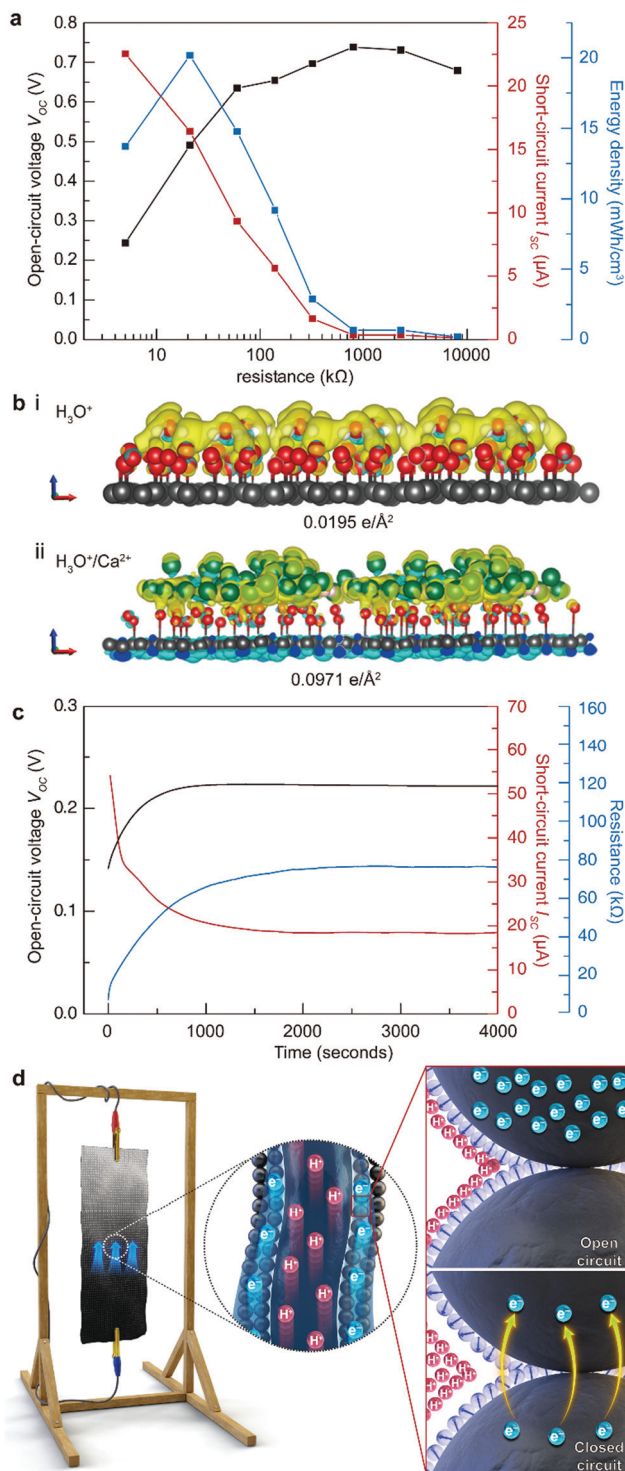 a
Open-circuit voltage V_OC (V)
0.8
0.7
0.6
0.5
0.4
0.3
0.2
0.1
0.0
10
100
1000
10000
resistance (kΩ)
25
20
15
10
5
0
Short-circuit current I_SC (µA)
20
15
10
5
0
Energy density (mWh/cm³)
b i
H₃O⁺
0.0195 e/Å²
ii
H₃O⁺/Ca²⁺
0.0971 e/Å²
c
Open-circuit voltage V_OC (V)
0.3
0.2
0.1
0.0
0
1000
2000
3000
4000
Time (seconds)
70
60
50
40
30
20
10
0
Short-circuit current I_SC (µA)
160
140
120
100
80
60
40
20
0
Resistance (kΩ)
d
H⁺
H⁺
H⁺
H⁺
H⁺
H⁺
H⁺
H⁺
e⁻
e⁻
e⁻
e⁻
e⁻
e⁻
Open
circuit
e⁻
e⁻
e⁻
e⁻
e⁻
e⁻
Closed
circuit